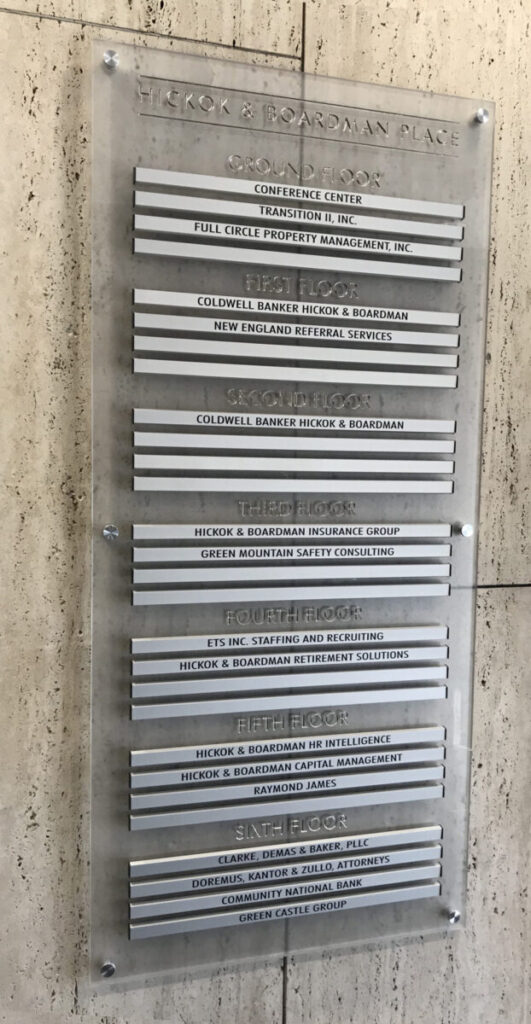 HICKOK & BOARDMAN PLACE
GROUND FLOOR
CONFERENCE CENTER
TRANSITION II, INC.
FULL CIRCLE PROPERTY MANAGEMENT, INC.
FIRST FLOOR
COLDWELL BANKER HICKOK & BOARDMAN
NEW ENGLAND REFERRAL SERVICES
SECOND FLOOR
COLDWELL BANKER HICKOK & BOARDMAN
THIRD FLOOR
HICKOK & BOARDMAN INSURANCE GROUP
GREEN MOUNTAIN SAFETY CONSULTING
FOURTH FLOOR
ETS INC. STAFFING AND RECRUITING
HICKOK & BOARDMAN RETIREMENT SOLUTIONS
FIFTH FLOOR
HICKOK & BOARDMAN HR INTELLIGENCE
HICKOK & BOARDMAN CAPITAL MANAGEMENT
RAYMOND JAMES
SIXTH FLOOR
CLARKE, DEMAS & BAKER, PLLC
DOREMUS, KANTOR & ZULLO, ATTORNEYS
COMMUNITY NATIONAL BANK
GREEN CASTLE GROUP